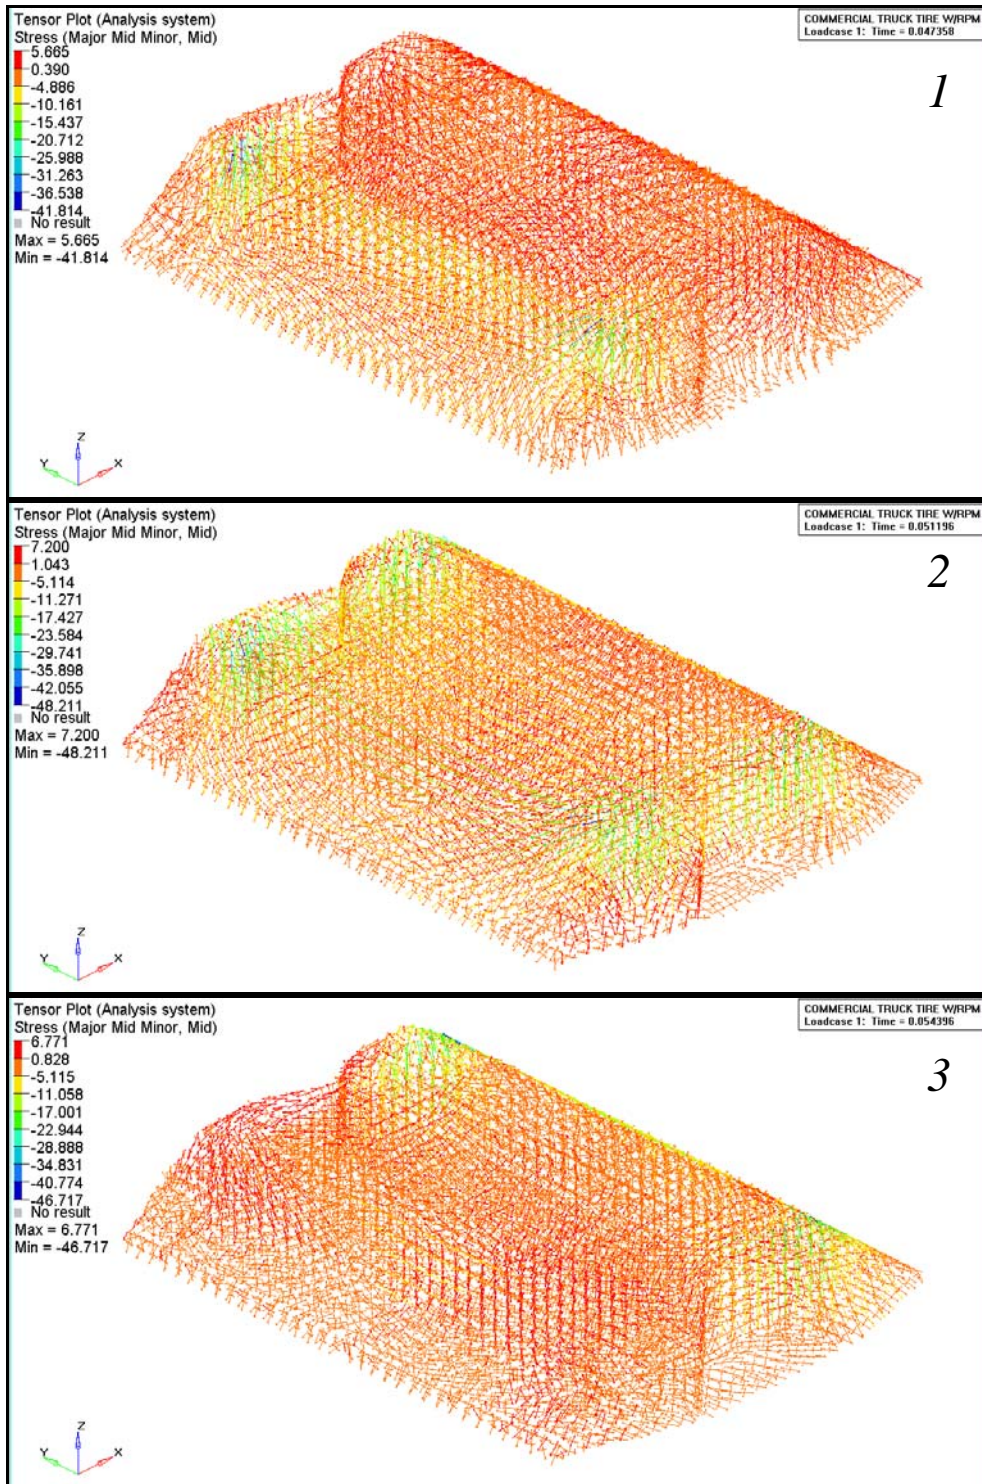 Tensor Plot (Analysis system)
Stress (Major Mid Minor, Mid)
5.665
0.390
-4.886
-10.161
-15.437
-20.712
-25.988
-31.263
-36.538
-41.814
No result
Max = 5.665
Min = -41.814
COMMERCIAL TRUCK TIRE W/RPM
Loadcase 1: Time = 0.047358
1
Z
Y
X
Tensor Plot (Analysis system)
Stress (Major Mid Minor, Mid)
7.200
1.043
-5.114
-11.271
-17.427
-23.584
-29.741
-35.898
-42.055
-48.211
No result
Max = 7.200
Min = -48.211
COMMERCIAL TRUCK TIRE W/RPM
Loadcase 1: Time = 0.051196
2
Z
Y
X
Tensor Plot (Analysis system)
Stress (Major Mid Minor, Mid)
6.771
0.828
-5.115
-11.058
-17.001
-22.944
-28.888
-34.831
-40.774
-46.717
No result
Max = 6.771
Min = -46.717
COMMERCIAL TRUCK TIRE W/RPM
Loadcase 1: Time = 0.054396
3
Z
Y
X